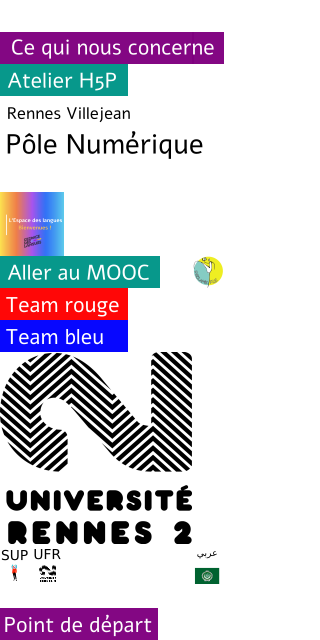 Ce qui nous concerne
Atelier H5P
Rennes Villejean
Pôle Numérique
L'Espace des langues
Bienvenues !
Aller au MOOC
Team rouge
Team bleu
UNIVERSITÉ
RENNES 2
SUP UFR
عربي
Point de départ